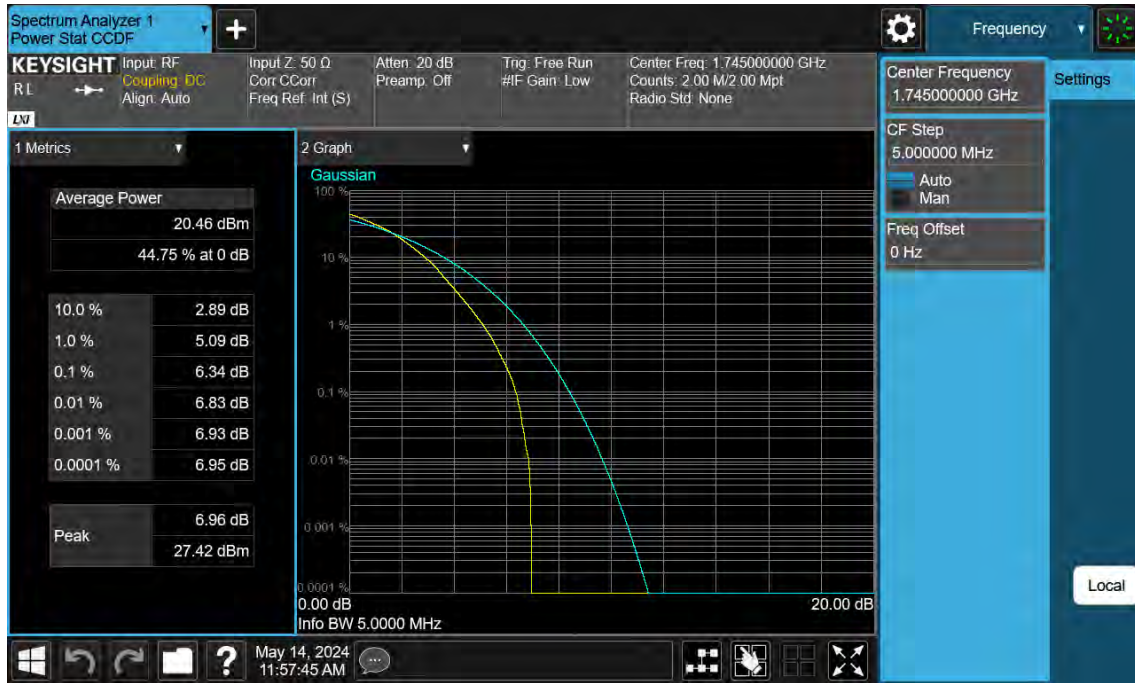 Spectrum Analyzer 1
Power Stat CCDF
+
Frequency
KEYSIGHT
RL
LXI
Input: RF
Coupling: DC
Align: Auto
Input Z: 50 Ω
Corr CCorr
Freq Ref: Int (S)
Atten: 20 dB
Preamp: Off
Trig: Free Run
#IF Gain: Low
Center Freq: 1.745000000 GHz
Counts: 2.00 M/2.00 Mpt
Radio Std: None
Center Frequency
1.745000000 GHz
Settings
CF Step
5.000000 MHz
Auto
Man
Freq Offset
0 Hz
1 Metrics
Average Power
20.46 dBm
44.75 % at 0 dB
10.0 % 2.89 dB
1.0 % 5.09 dB
0.1 % 6.34 dB
0.01 % 6.83 dB
0.001 % 6.93 dB
0.0001 % 6.95 dB
Peak
6.96 dB
27.42 dBm
2 Graph
Gaussian
100 %
10 %
1 %
0.1 %
0.01 %
0.001 %
0.0001 %
0.00 dB 20.00 dB
Info BW 5.0000 MHz
Local
?
May 14, 2024
11:57:45 AM